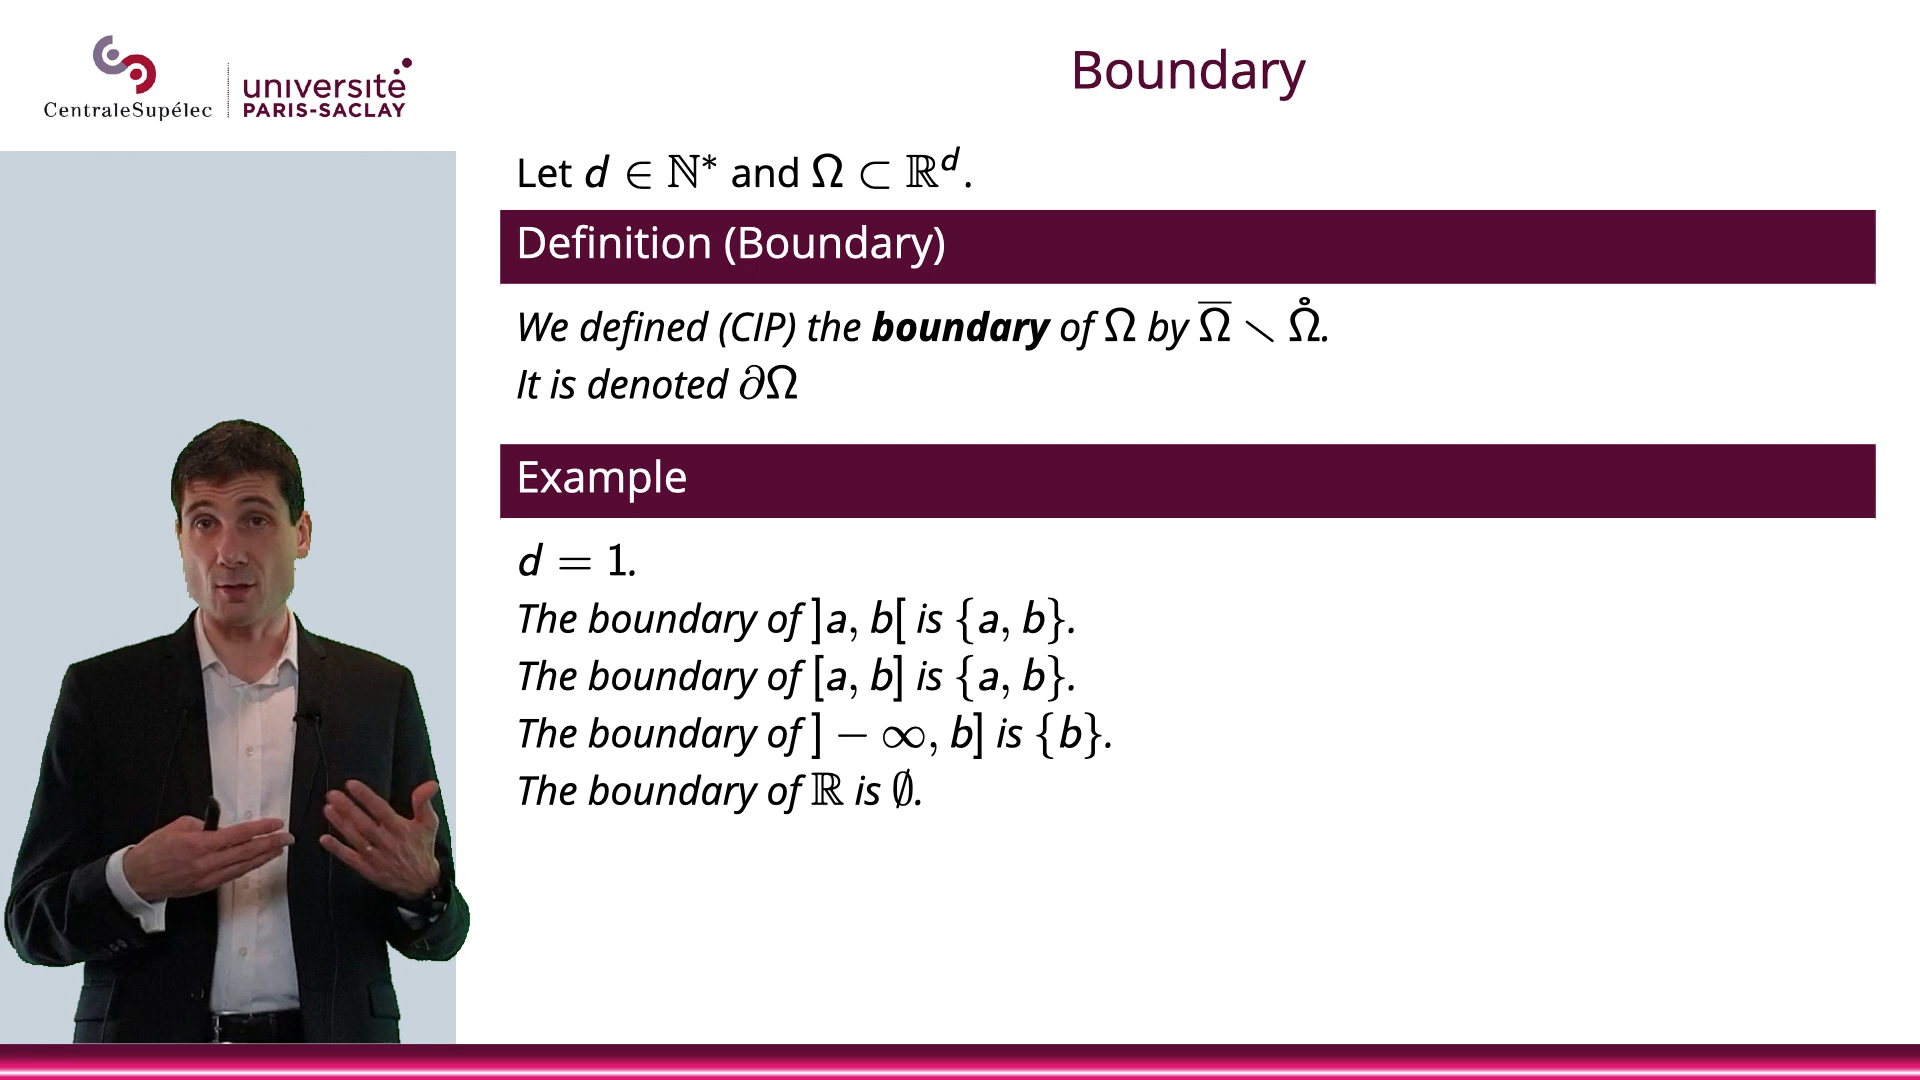 CentraleSupélec
université
PARIS-SACLAY
Boundary
Let d ∈ ℕ* and Ω ⊂ ℝᵈ.
Definition (Boundary)
We defined (CIP) the boundary of Ω by Ω̅ ∖ Ω̊.
It is denoted ∂Ω
Example
d = 1.
The boundary of ]a, b[ is {a, b}.
The boundary of [a, b] is {a, b}.
The boundary of ] − ∞, b] is {b}.
The boundary of ℝ is ∅.